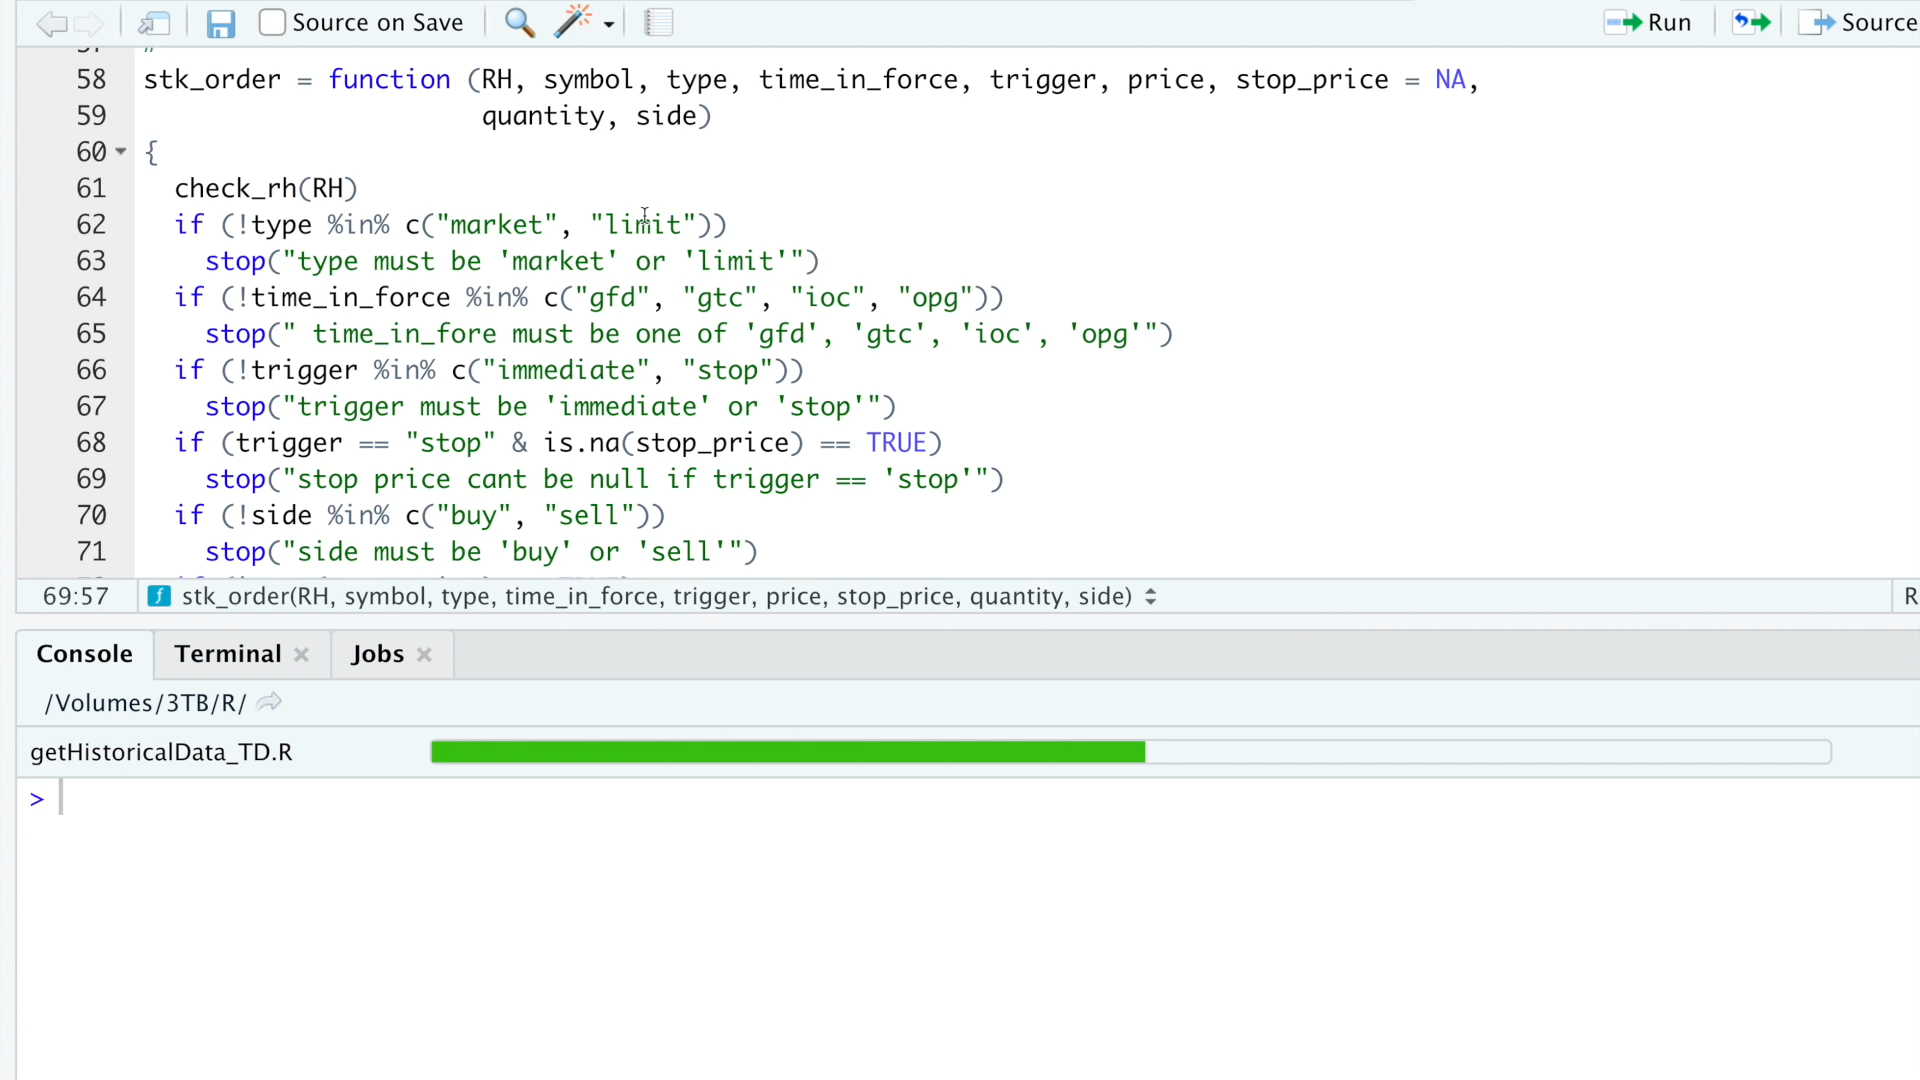 Source on Save
Run
Source
58 stk_order = function (RH, symbol, type, time_in_force, trigger, price, stop_price = NA,
59 quantity, side)
60 {
61 check_rh(RH)
62 if (!type %in% c("market", "limit"))
63 stop("type must be 'market' or 'limit'")
64 if (!time_in_force %in% c("gfd", "gtc", "ioc", "opg"))
65 stop(" time_in_fore must be one of 'gfd', 'gtc', 'ioc', 'opg'")
66 if (!trigger %in% c("immediate", "stop"))
67 stop("trigger must be 'immediate' or 'stop'")
68 if (trigger == "stop" & is.na(stop_price) == TRUE)
69 stop("stop price cant be null if trigger == 'stop'")
70 if (!side %in% c("buy", "sell"))
71 stop("side must be 'buy' or 'sell'")
69:57 stk_order(RH, symbol, type, time_in_force, trigger, price, stop_price, quantity, side) R
Console Terminal Jobs
/Volumes/3TB/R/
getHistoricalData_TD.R
>